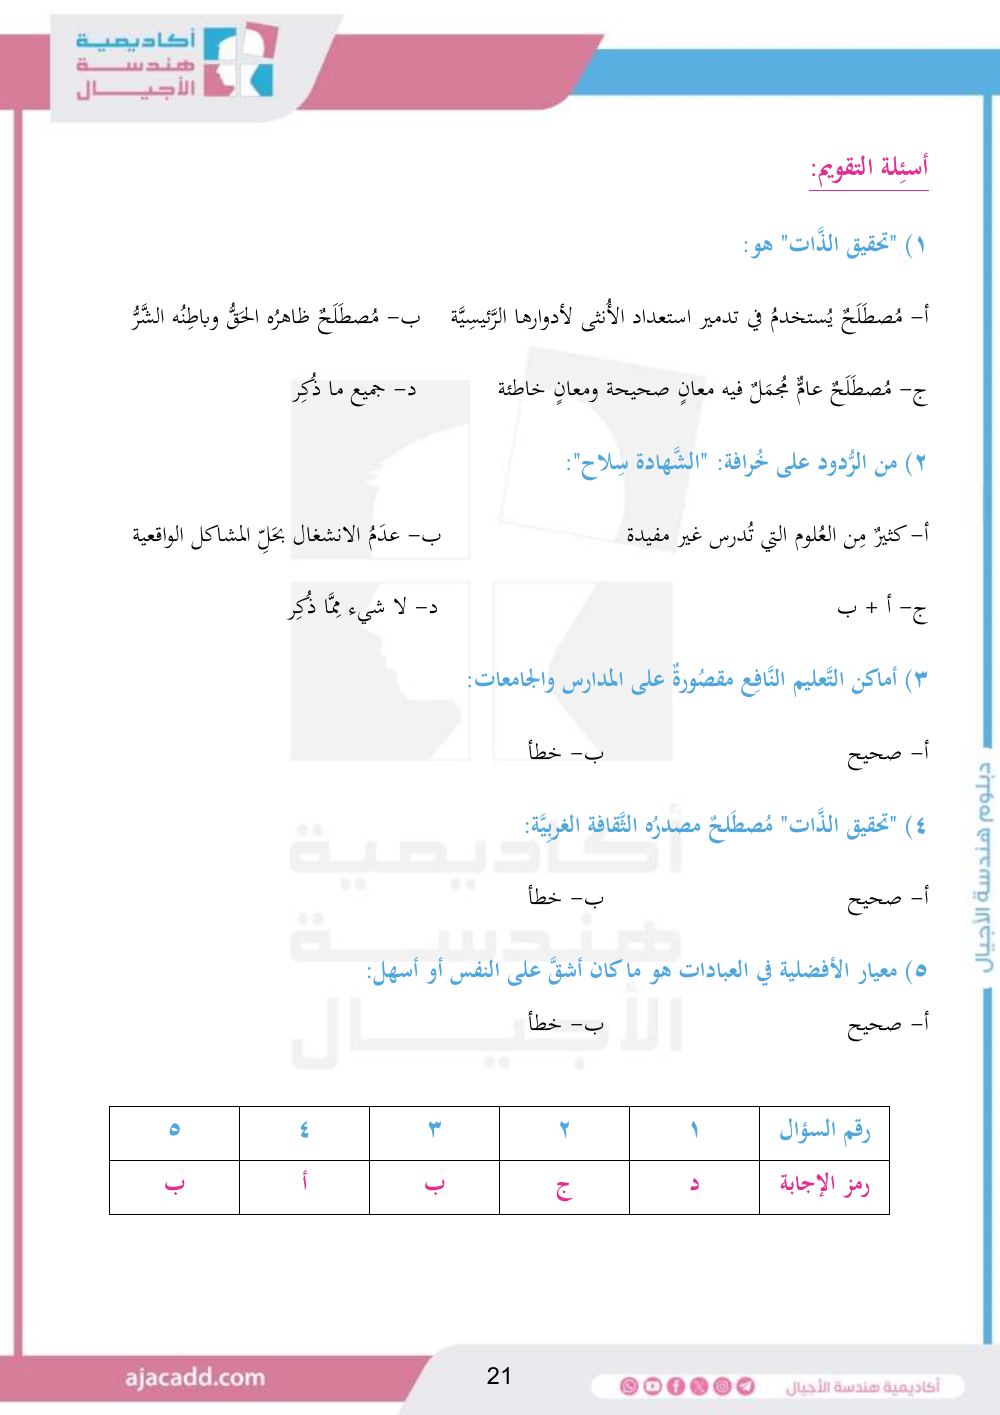 أكاديمية
هندسة
الأجيال
أسئِلة التقويم:
١) "تحقيق الذَّات" هو:
أ- مُصطَلَحٌ يُستخدمُ في تدمير استعداد الأُنثى لأدوارها الرَّئيسِيَّة ب- مُصطَلَحٌ ظاهرُه الحَقُّ وباطِنُه الشَّرُّ
ج- مُصطَلَحٌ عامٌّ مُجمَلٌ فيه معانٍ صحيحة ومعانٍ خاطئة د- جميع ما ذُكِر
٢) من الرُّدود على خُرافة: "الشَّهادة سِلاح":
أ- كثيرٌ مِن العُلوم التي تُدرس غير مفيدة ب- عدَمُ الانشغال بحَلِّ المشاكل الواقعية
ج- أ + ب د- لا شيء مِمَّا ذُكِر
٣) أماكن التَّعليم النَّافِع مقصُورةٌ على المدارس والجامعات:
أ- صحيح ب- خطأ
٤) "تحقيق الذَّات" مُصطَلحٌ مصدرُه الثَّقافة الغربِيَّة:
أ- صحيح ب- خطأ
٥) معيار الأفضلية في العبادات هو ماكان أشقَّ على النفس أو أسهل:
أ- صحيح ب- خطأ
رقم السؤال ١ ٢ ٣ ٤ ٥
رمز الإجابة د ج ب أ ب
دبلوم هندسة الأجيال
أكاديمية
هندسة
الأجيال
ajacadd.com
21
أكاديمية هندسة الأجيال